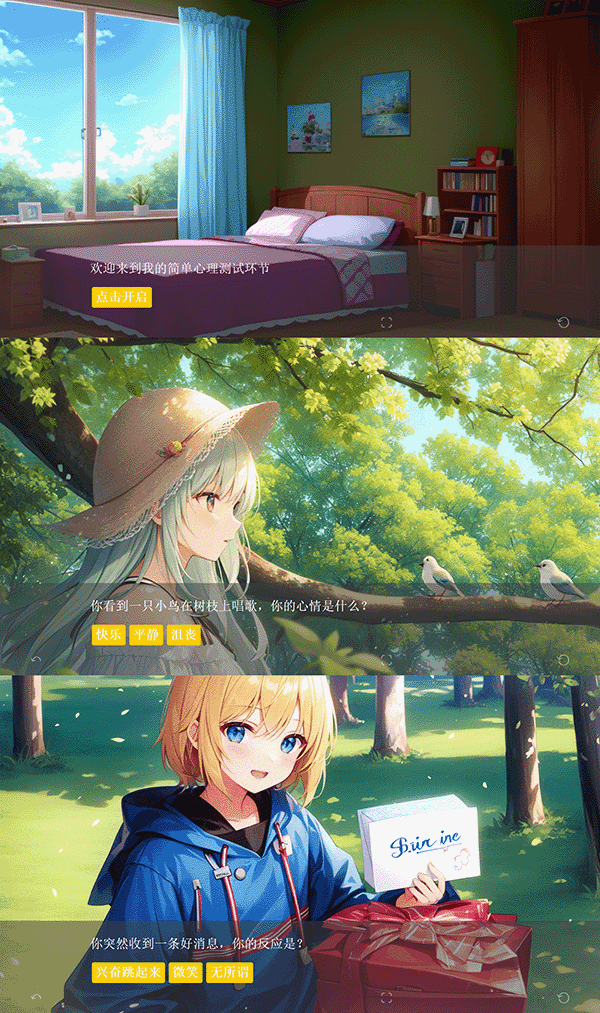 欢迎来到我的简单心理测试环节
点击开启
你看到一只小鸟在树枝上唱歌，你的心情是什么？
快乐 平静 沮丧
你突然收到一条好消息，你的反应是？
兴奋跳起来 微笑 无所谓